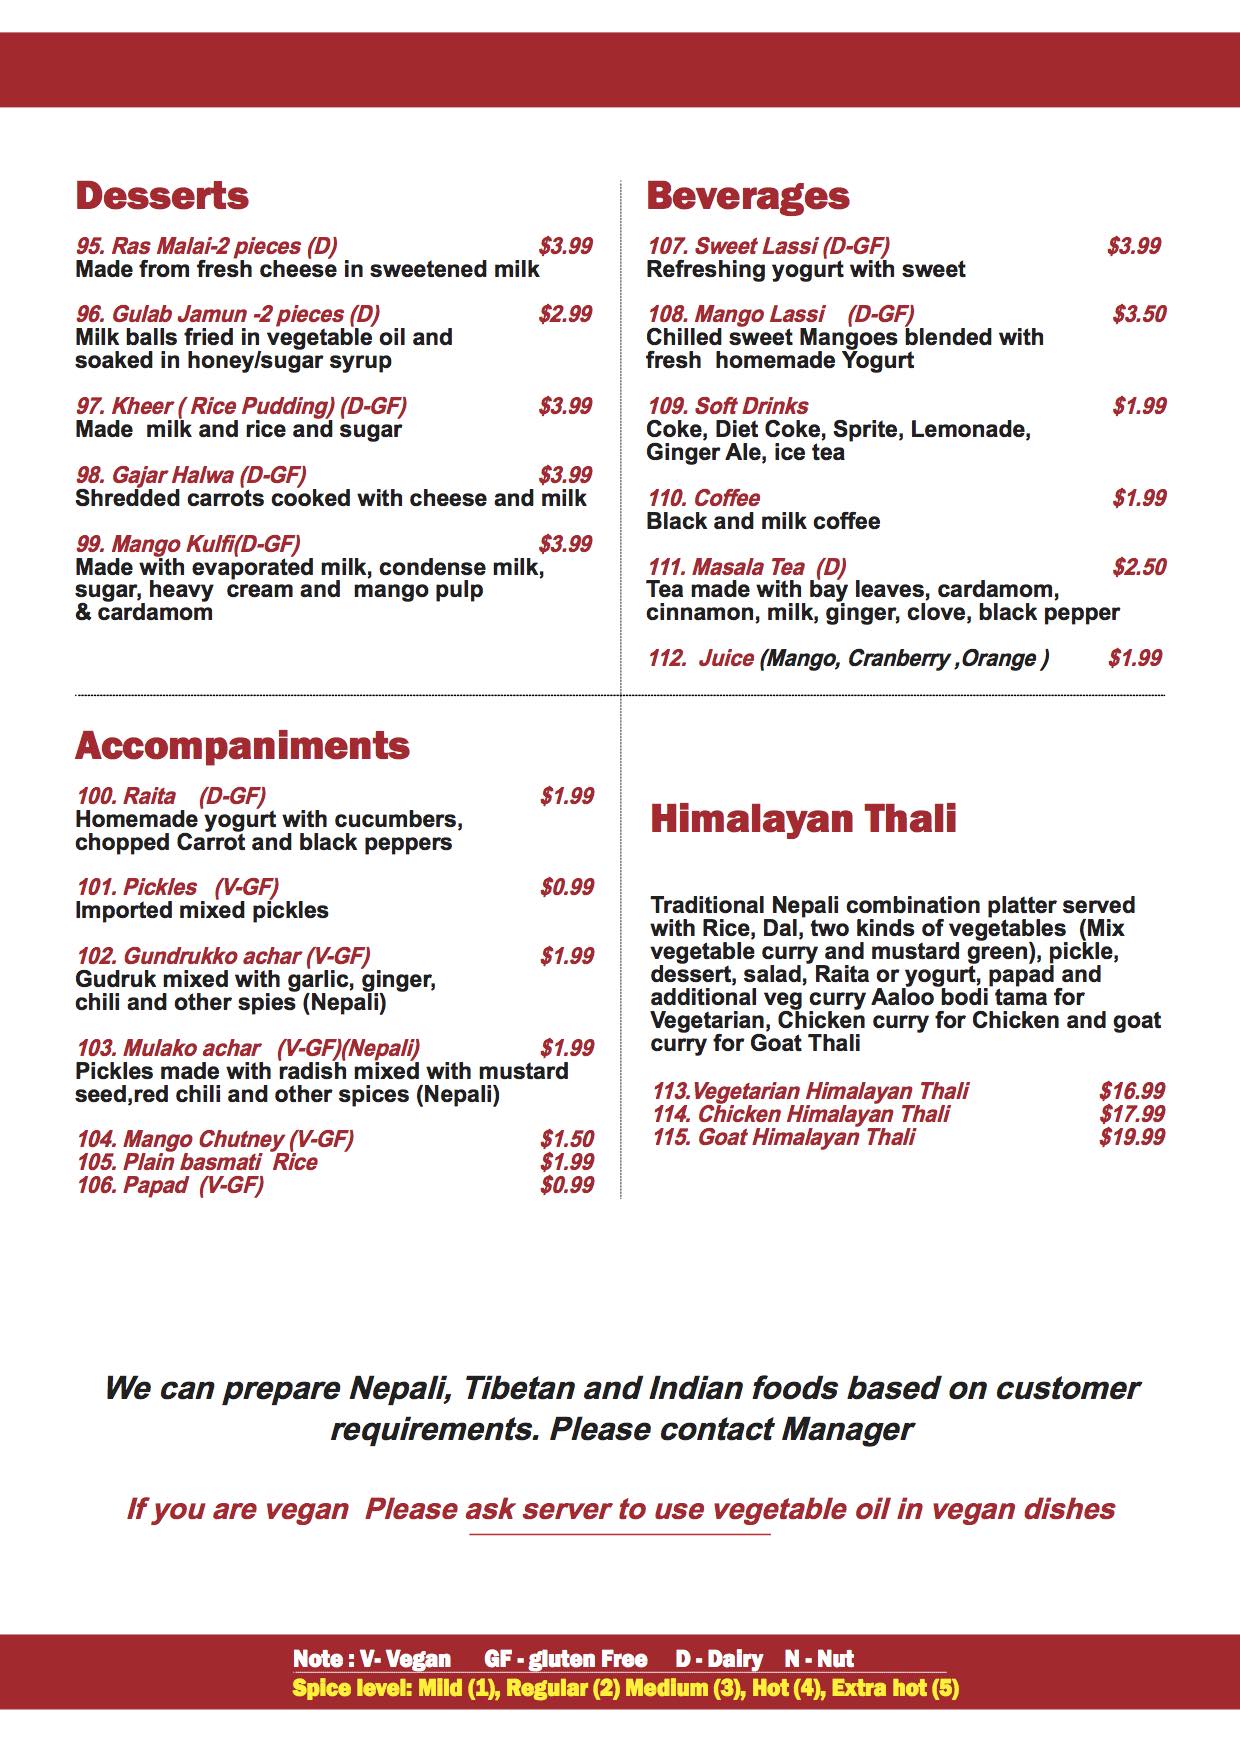 Desserts
95. Ras Malai-2 pieces (D) $3.99
Made from fresh cheese in sweetened milk
96. Gulab Jamun -2 pieces (D) $2.99
Milk balls fried in vegetable oil and
soaked in honey/sugar syrup
97. Kheer ( Rice Pudding) (D-GF) $3.99
Made milk and rice and sugar
98. Gajar Halwa (D-GF) $3.99
Shredded carrots cooked with cheese and milk
99. Mango Kulfi(D-GF) $3.99
Made with evaporated milk, condense milk,
sugar, heavy cream and mango pulp
& cardamom
Beverages
107. Sweet Lassi (D-GF) $3.99
Refreshing yogurt with sweet
108. Mango Lassi (D-GF) $3.50
Chilled sweet Mangoes blended with
fresh homemade Yogurt
109. Soft Drinks $1.99
Coke, Diet Coke, Sprite, Lemonade,
Ginger Ale, ice tea
110. Coffee $1.99
Black and milk coffee
111. Masala Tea (D) $2.50
Tea made with bay leaves, cardamom,
cinnamon, milk, ginger, clove, black pepper
112. Juice (Mango, Cranberry ,Orange ) $1.99
Accompaniments
100. Raita (D-GF) $1.99
Homemade yogurt with cucumbers,
chopped Carrot and black peppers
101. Pickles (V-GF) $0.99
Imported mixed pickles
102. Gundrukko achar (V-GF) $1.99
Gudruk mixed with garlic, ginger,
chili and other spies (Nepali)
103. Mulako achar (V-GF)(Nepali) $1.99
Pickles made with radish mixed with mustard
seed,red chili and other spices (Nepali)
104. Mango Chutney (V-GF) $1.50
105. Plain basmati Rice $1.99
106. Papad (V-GF) $0.99
Himalayan Thali
Traditional Nepali combination platter served
with Rice, Dal, two kinds of vegetables (Mix
vegetable curry and mustard green), pickle,
dessert, salad, Raita or yogurt, papad and
additional veg curry Aaloo bodi tama for
Vegetarian, Chicken curry for Chicken and goat
curry for Goat Thali
113.Vegetarian Himalayan Thali $16.99
114. Chicken Himalayan Thali $17.99
115. Goat Himalayan Thali $19.99
We can prepare Nepali, Tibetan and Indian foods based on customer
requirements. Please contact Manager
If you are vegan Please ask server to use vegetable oil in vegan dishes
Note : V- Vegan GF - gluten Free D - Dairy N - Nut
Spice level: Mild (1), Regular (2) Medium (3), Hot (4), Extra hot (5)